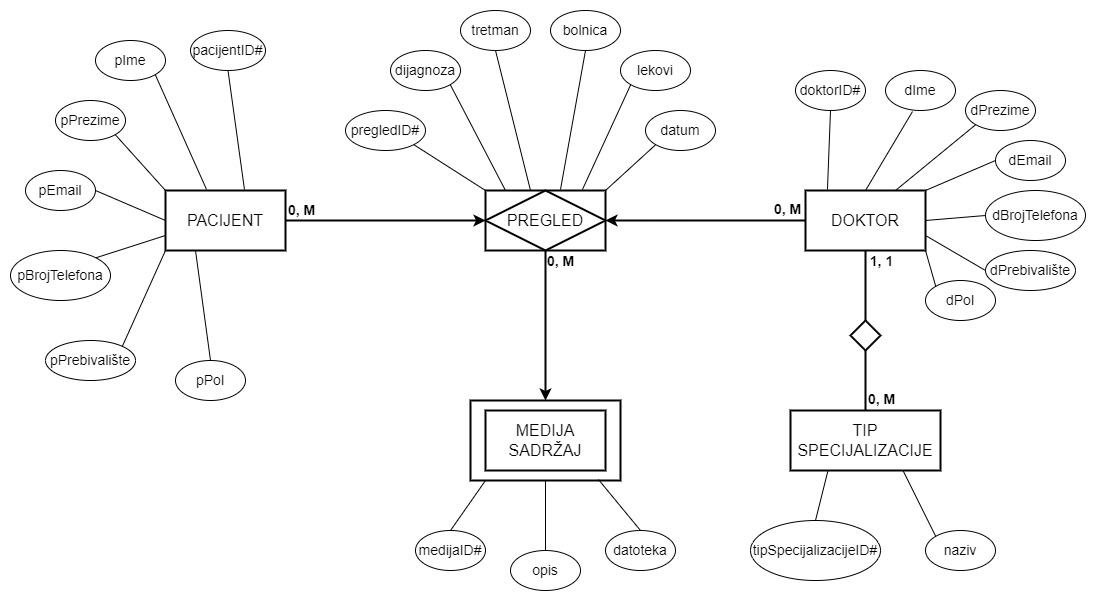 tretman
bolnica
pIme
pacijentID#
dijagnoza
lekovi
doktorID#
dIme
pPrezime
pregledID#
datum
dPrezime
dEmail
pEmail
PACIJENT
0, M
PREGLED
0, M
DOKTOR
dBrojTelefona
pBrojTelefona
0, M
1, 1
dPrebivalište
dPol
pPrebivalište
pPol
0, M
MEDIJA
SADRŽAJ
TIP
SPECIJALIZACIJE
medijaID#
opis
datoteka
tipSpecijalizacijeID#
naziv